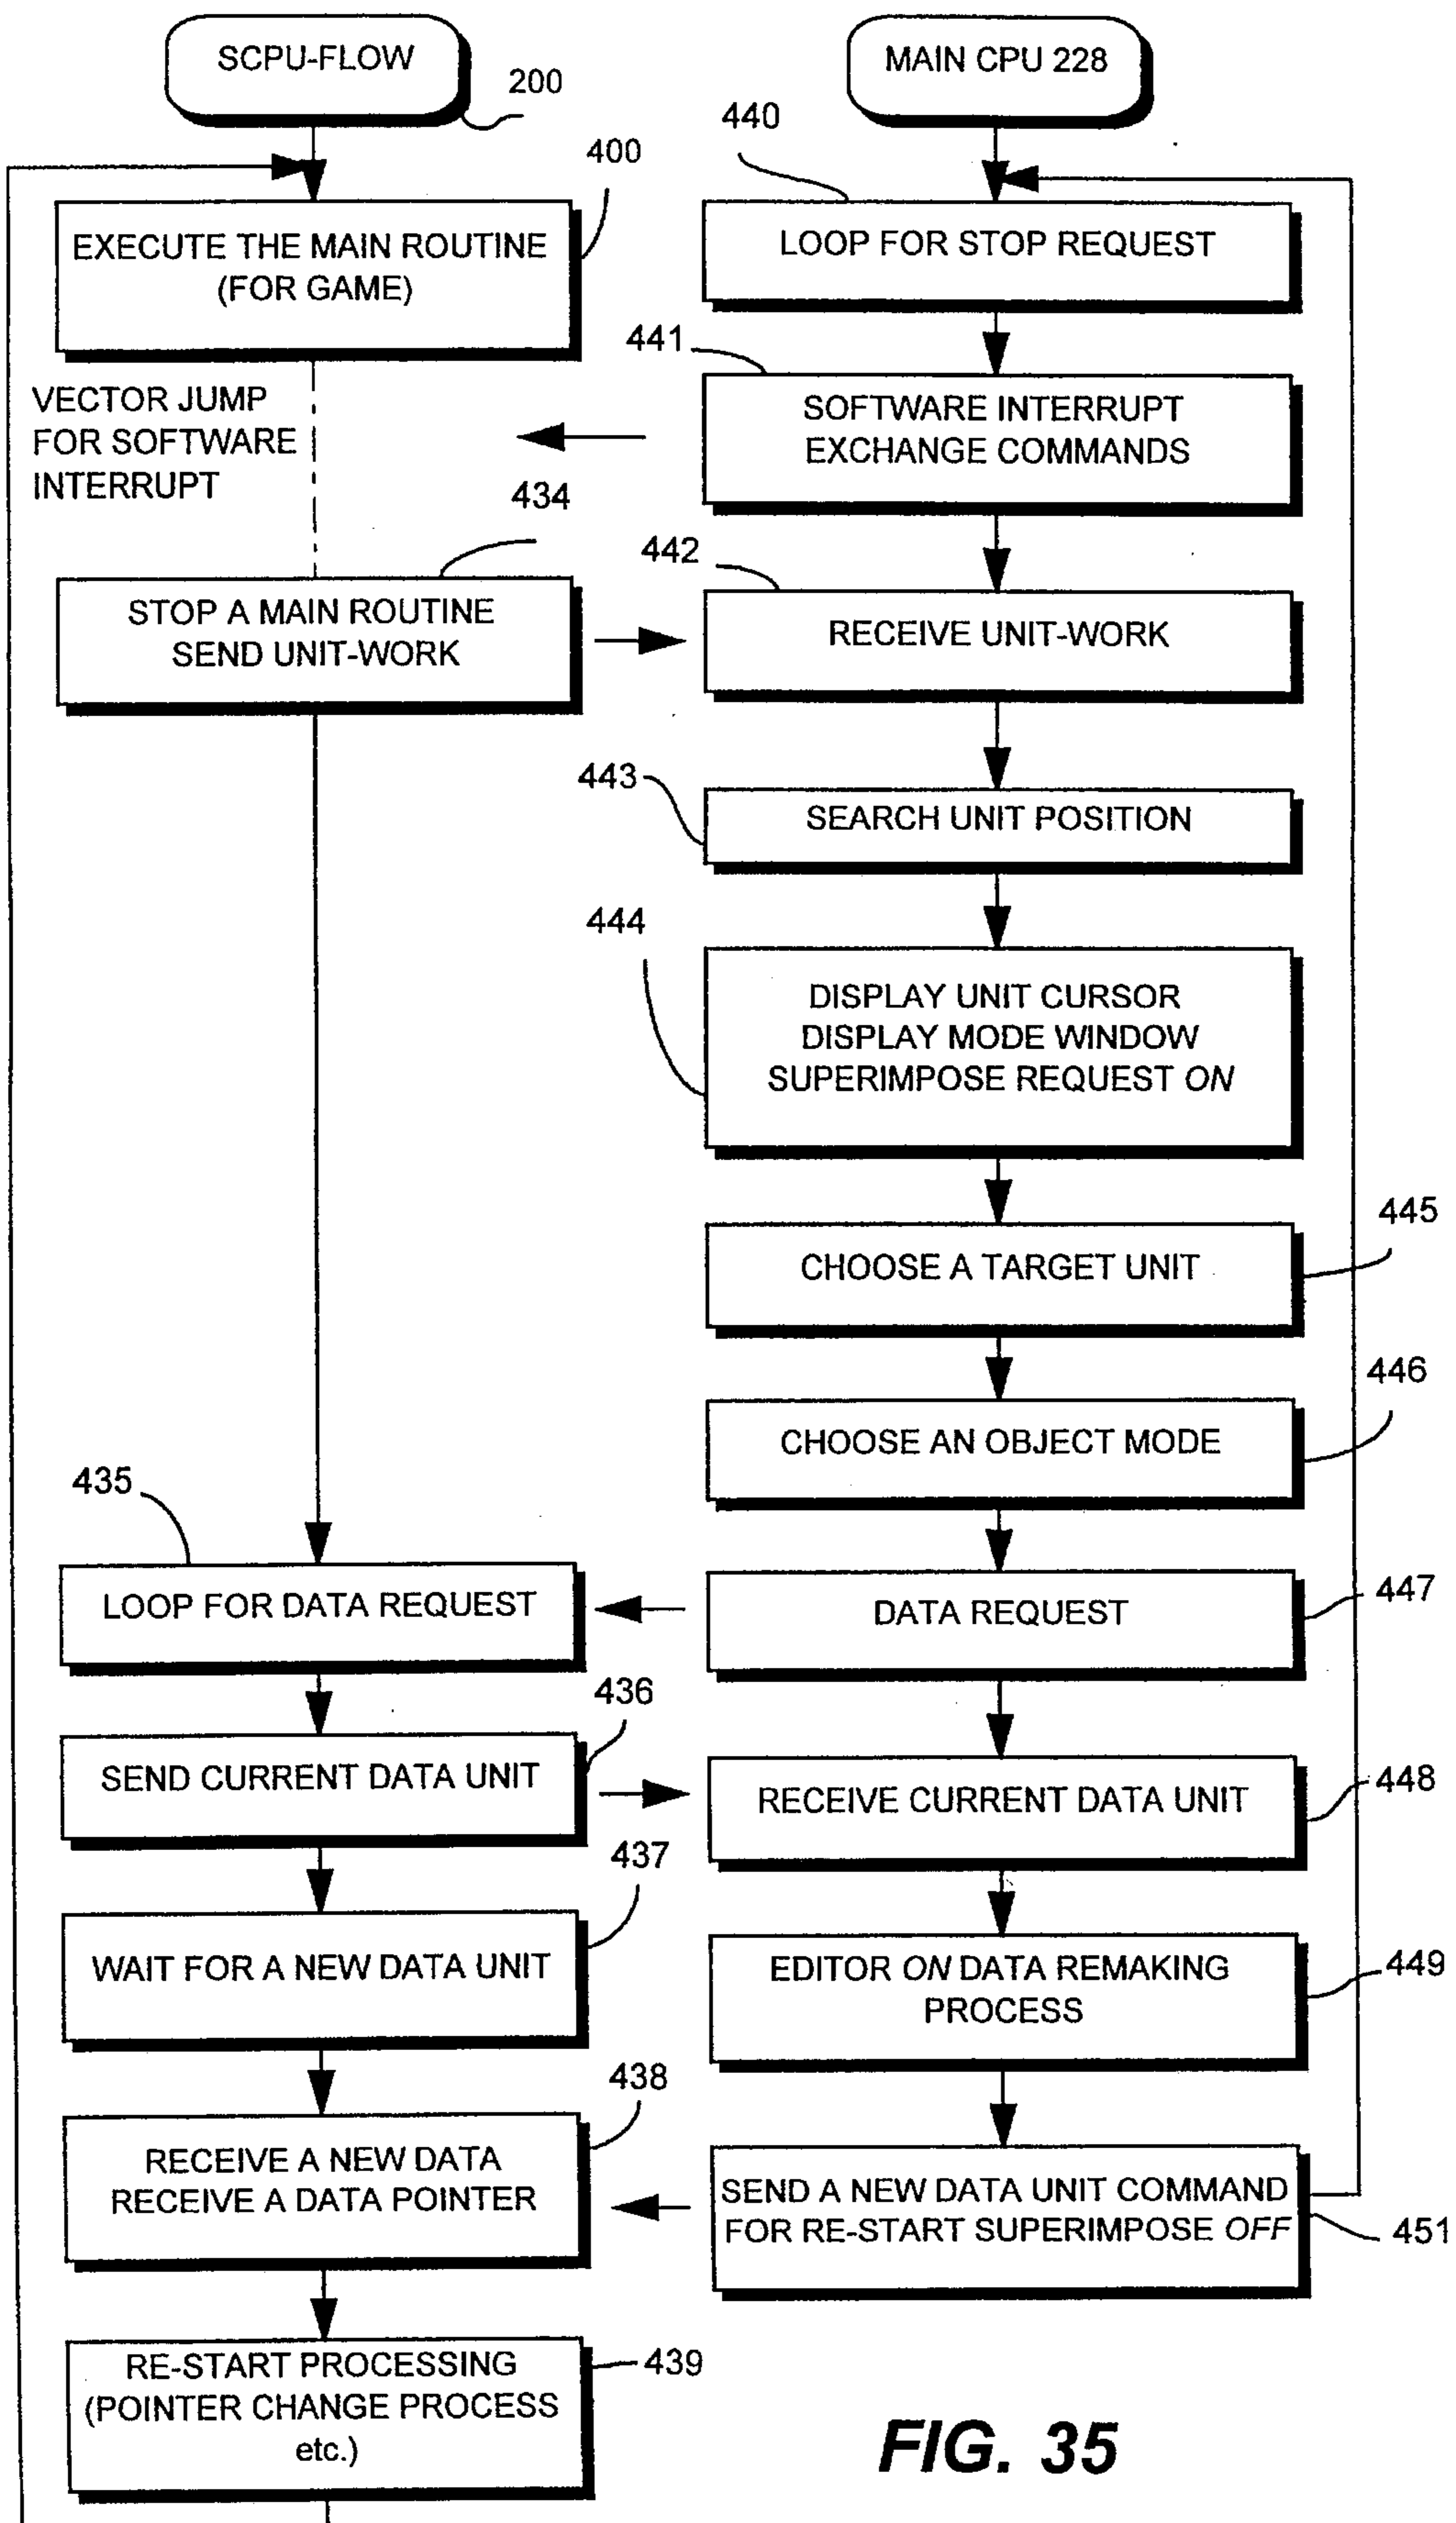 SCPU-FLOW
200
400
EXECUTE THE MAIN ROUTINE
(FOR GAME)
VECTOR JUMP
FOR SOFTWARE
INTERRUPT
434
STOP A MAIN ROUTINE
SEND UNIT-WORK
435
LOOP FOR DATA REQUEST
436
SEND CURRENT DATA UNIT
437
WAIT FOR A NEW DATA UNIT
438
RECEIVE A NEW DATA
RECEIVE A DATA POINTER
439
RE-START PROCESSING
(POINTER CHANGE PROCESS
etc.)
MAIN CPU 228
440
LOOP FOR STOP REQUEST
441
SOFTWARE INTERRUPT
EXCHANGE COMMANDS
442
RECEIVE UNIT-WORK
443
SEARCH UNIT POSITION
444
DISPLAY UNIT CURSOR
DISPLAY MODE WINDOW
SUPERIMPOSE REQUEST ON
445
CHOOSE A TARGET UNIT
446
CHOOSE AN OBJECT MODE
447
DATA REQUEST
448
RECEIVE CURRENT DATA UNIT
449
EDITOR ON DATA REMAKING
PROCESS
SEND A NEW DATA UNIT COMMAND
FOR RE-START SUPERIMPOSE OFF
451
FIG. 35